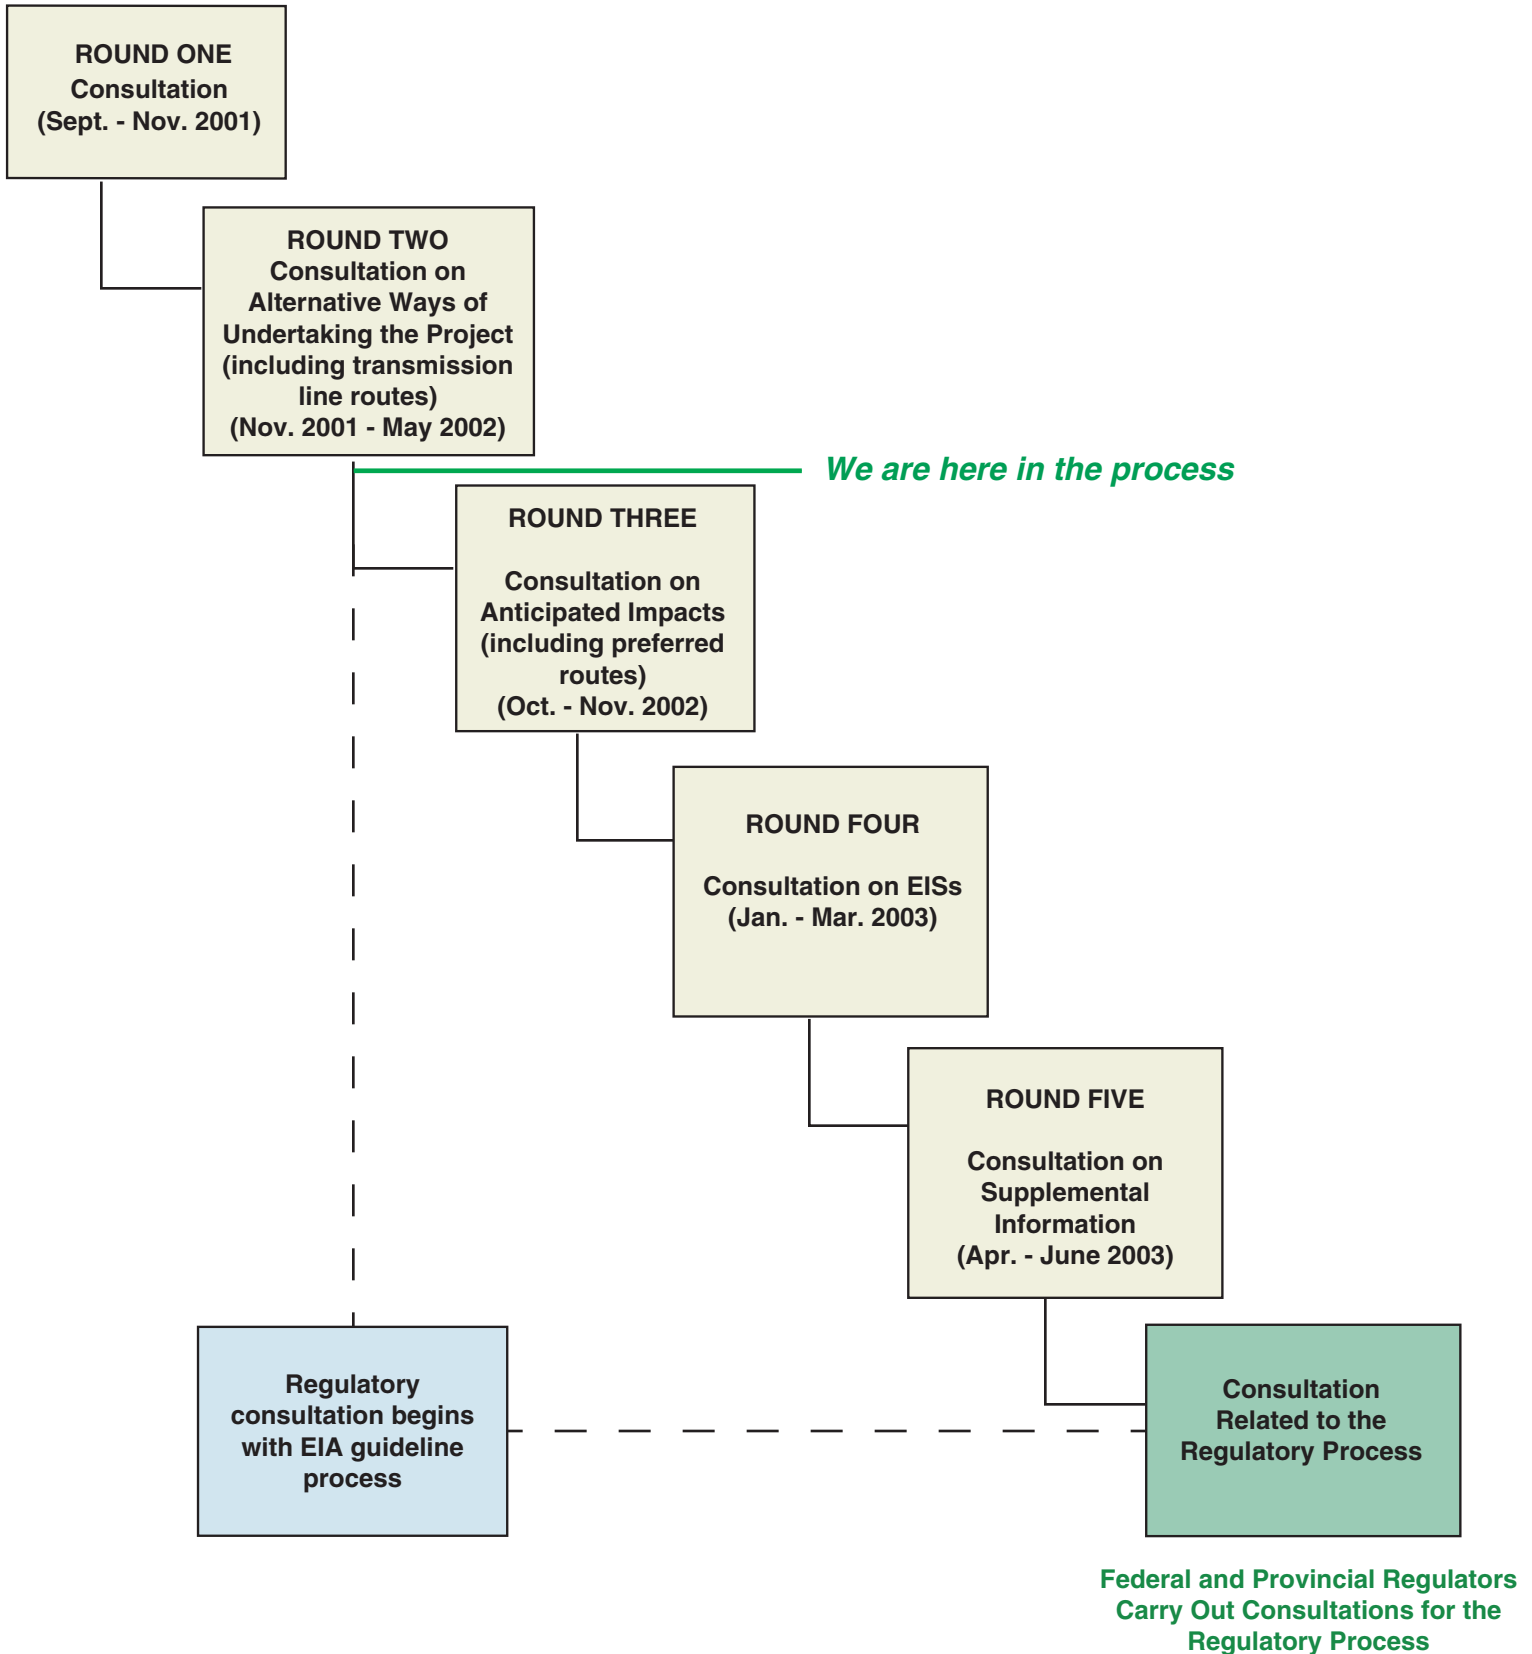 ROUND ONE
Consultation
(Sept. - Nov. 2001)
ROUND TWO
Consultation on
Alternative Ways of
Undertaking the Project
(including transmission
line routes)
(Nov. 2001 - May 2002)
We are here in the process
ROUND THREE
Consultation on
Anticipated Impacts
(including preferred
routes)
(Oct. - Nov. 2002)
ROUND FOUR
Consultation on EISs
(Jan. - Mar. 2003)
ROUND FIVE
Consultation on
Supplemental
Information
(Apr. - June 2003)
Regulatory
consultation begins
with EIA guideline
process
Consultation
Related to the
Regulatory Process
Federal and Provincial Regulators
Carry Out Consultations for the
Regulatory Process